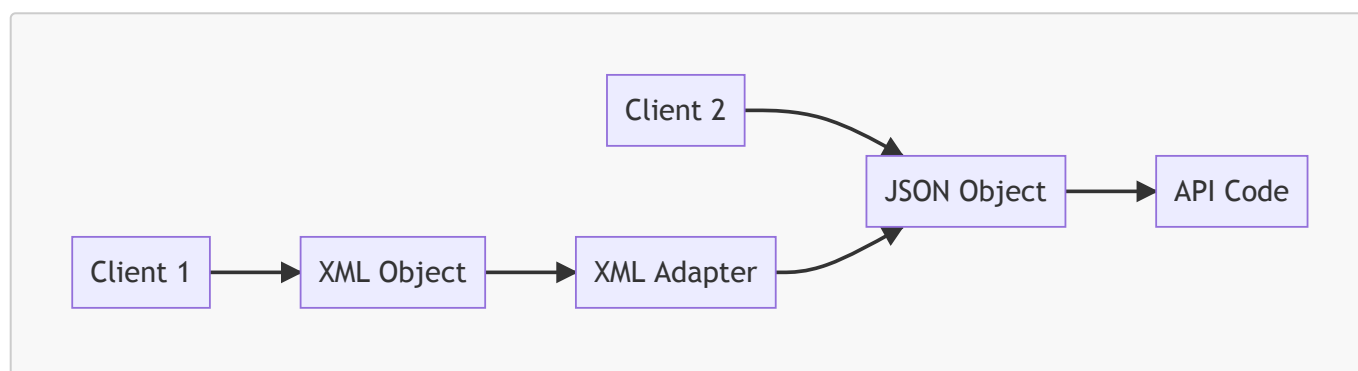 Client 2
JSON Object
API Code
Client 1
XML Object
XML Adapter